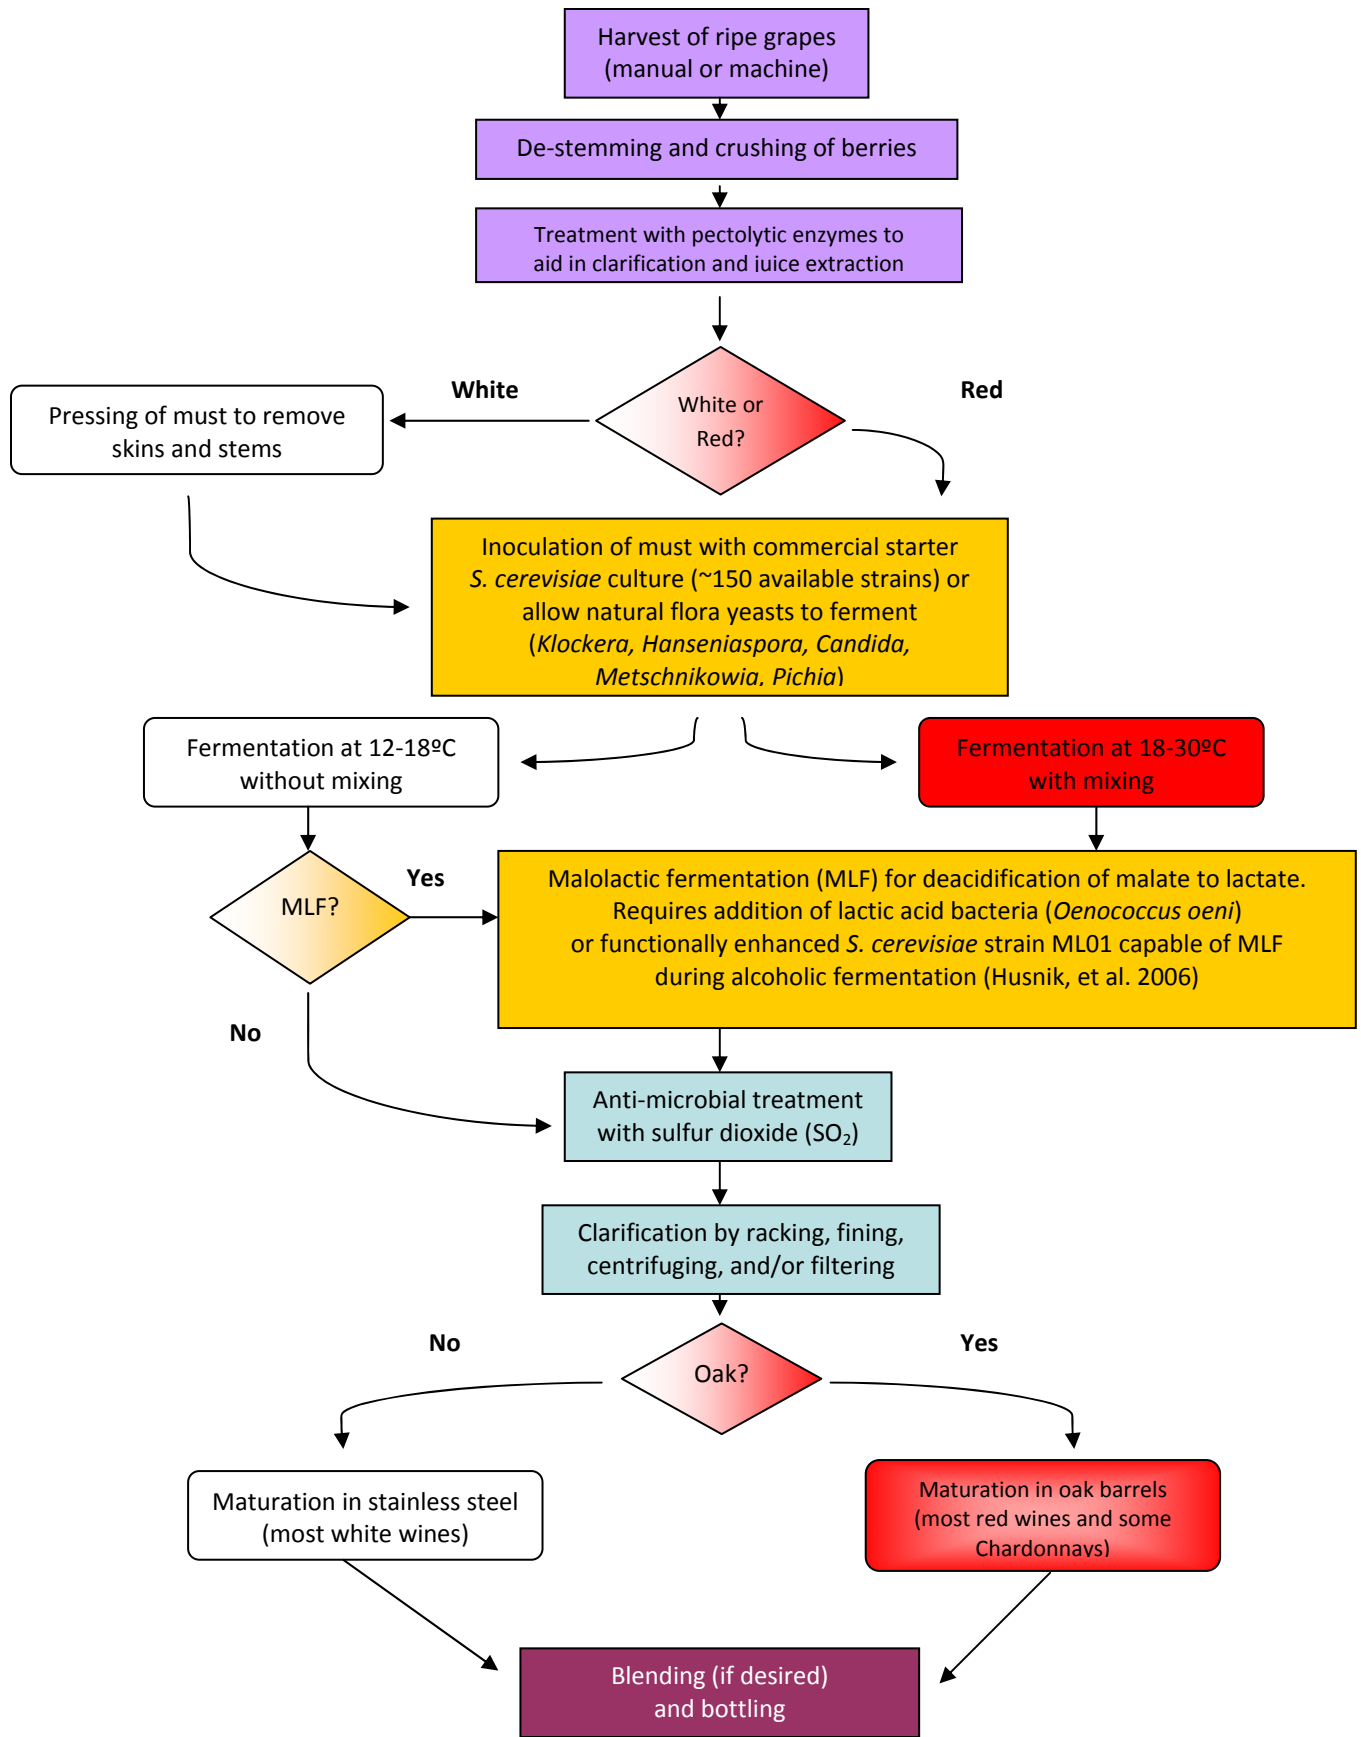 Harvest of ripe grapes
(manual or machine)
De-stemming and crushing of berries
Treatment with pectolytic enzymes to
aid in clarification and juice extraction
White
Red
White or
Red?
Pressing of must to remove
skins and stems
Inoculation of must with commercial starter
S. cerevisiae culture (~150 available strains) or
allow natural flora yeasts to ferment
(Klockera, Hanseniaspora, Candida,
Metschnikowia, Pichia)
Fermentation at 12-18ºC
without mixing
Fermentation at 18-30ºC
with mixing
MLF?
Yes
Malolactic fermentation (MLF) for deacidification of malate to lactate.
Requires addition of lactic acid bacteria (Oenococcus oeni)
or functionally enhanced S. cerevisiae strain ML01 capable of MLF
during alcoholic fermentation (Husnik, et al. 2006)
No
Anti-microbial treatment
with sulfur dioxide (SO₂)
Clarification by racking, fining,
centrifuging, and/or filtering
No
Yes
Oak?
Maturation in stainless steel
(most white wines)
Maturation in oak barrels
(most red wines and some
Chardonnays)
Blending (if desired)
and bottling